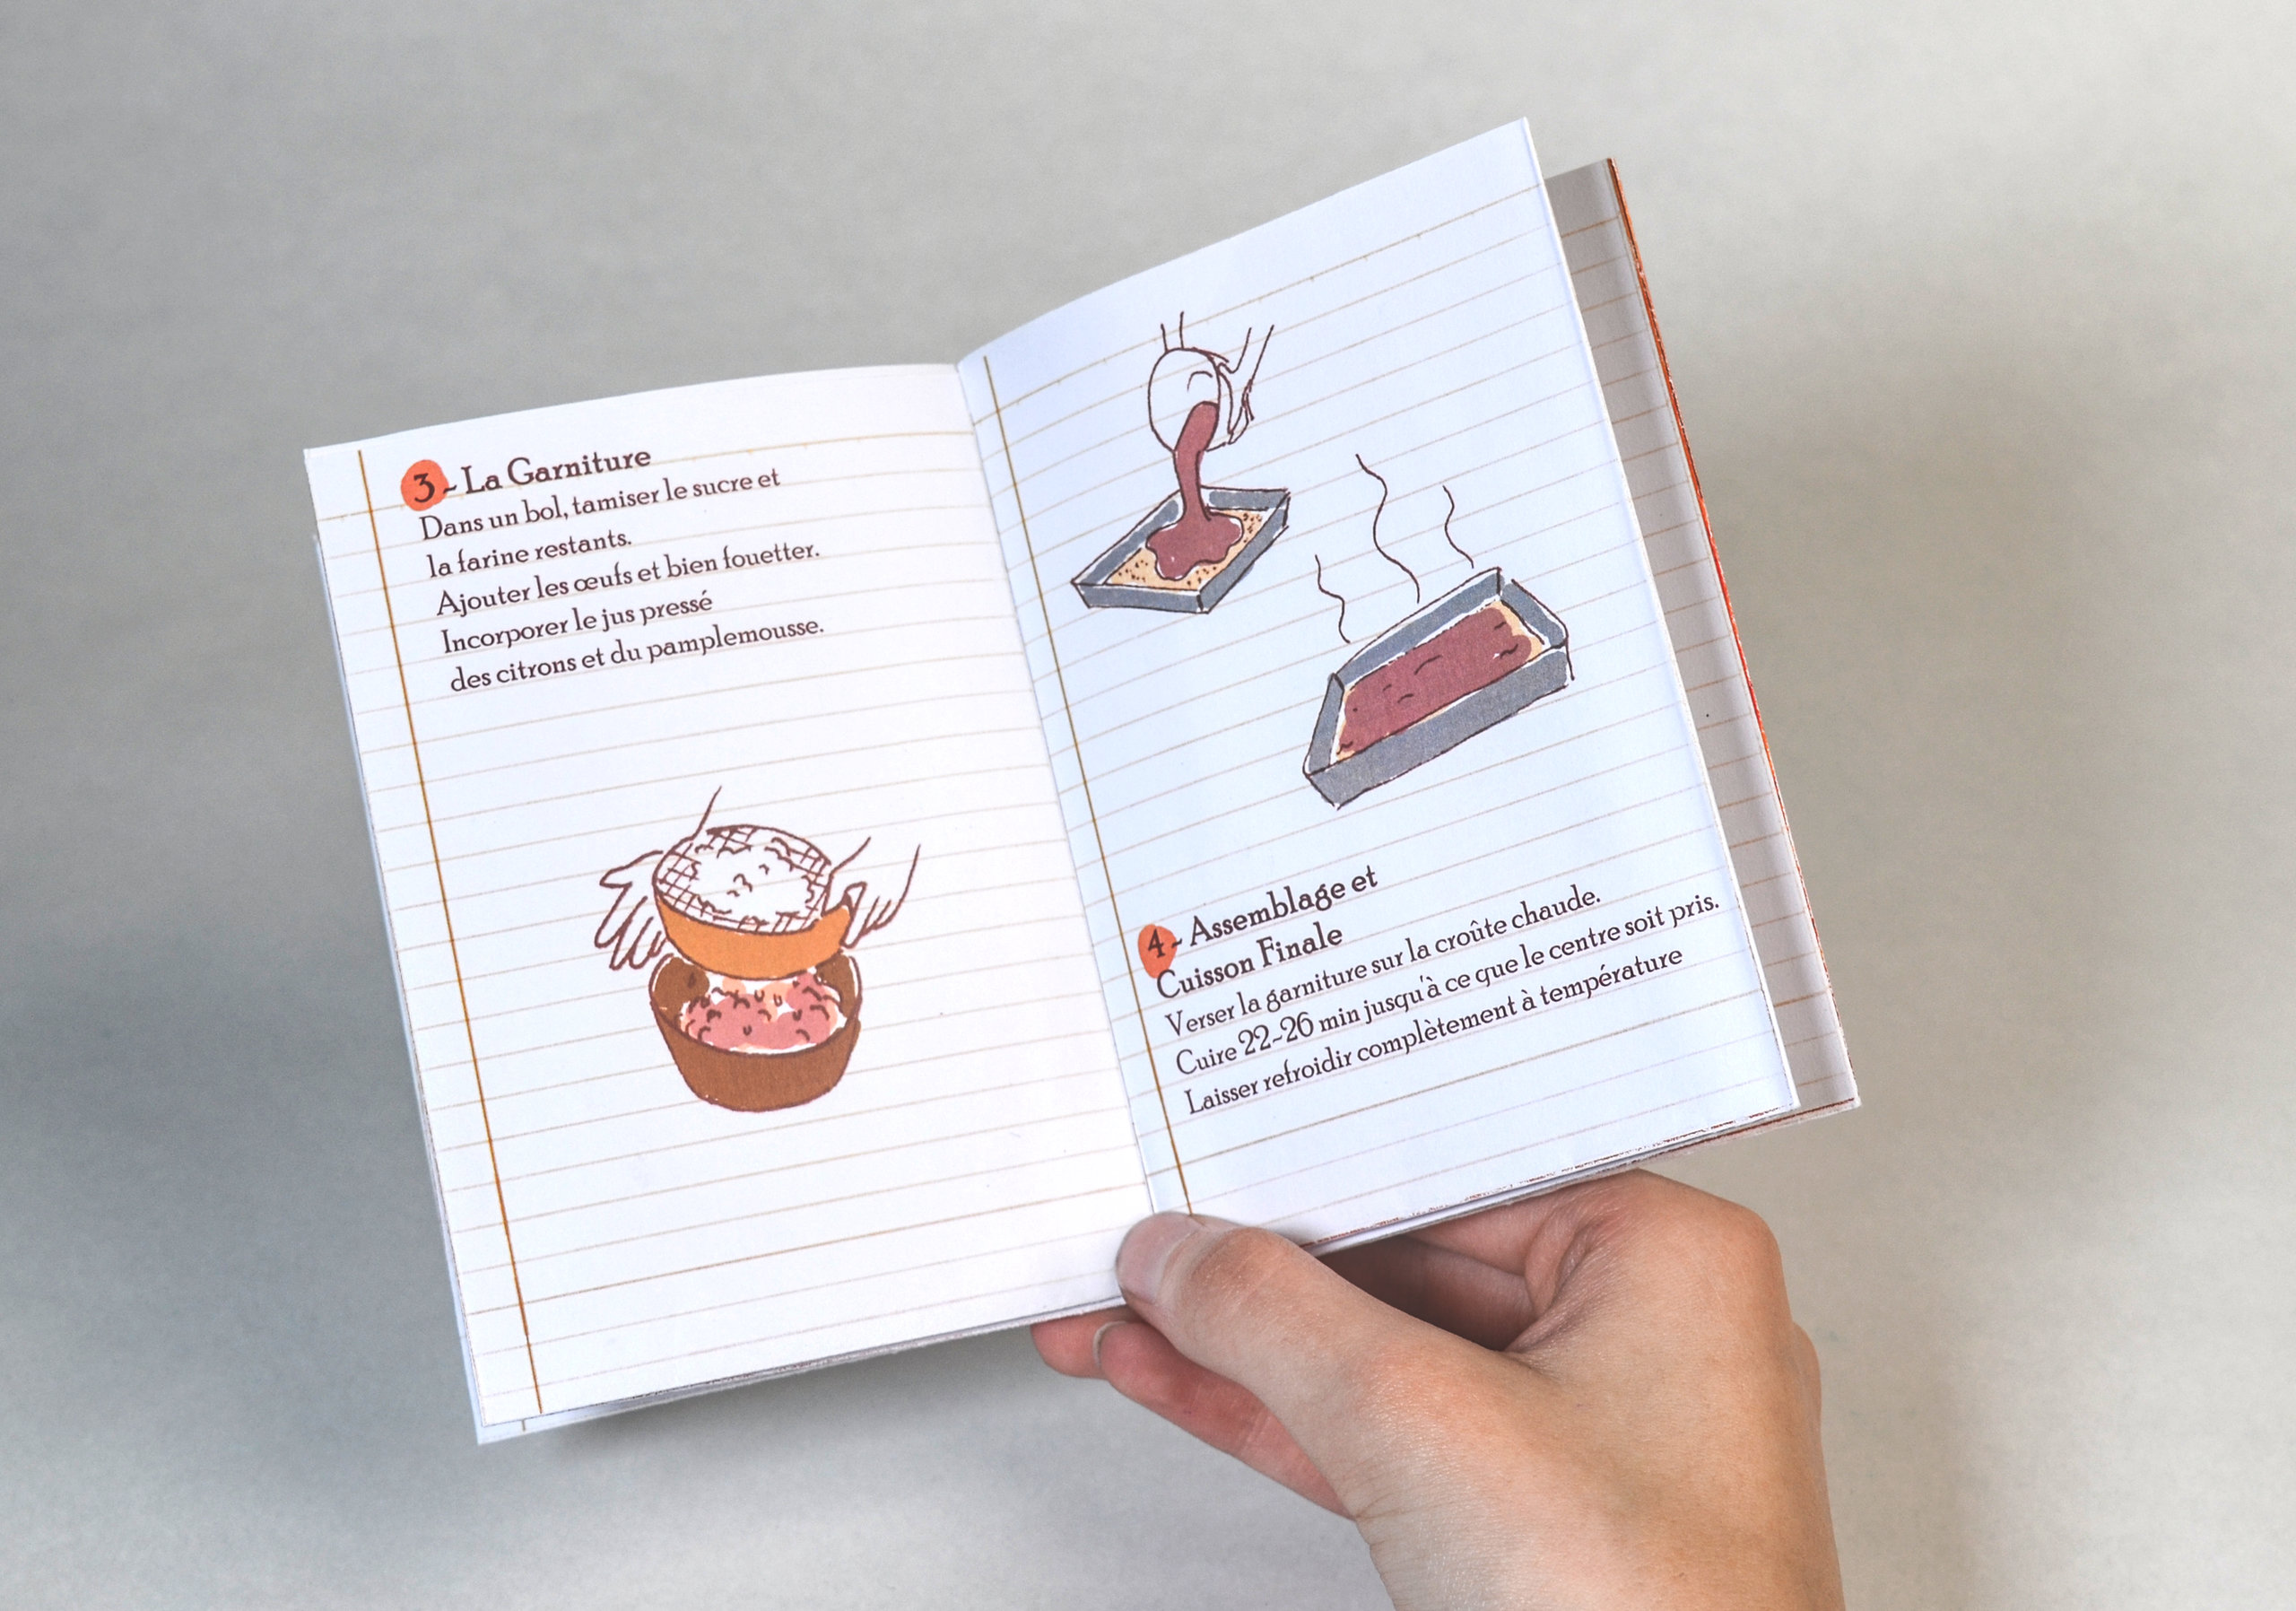 3~ La Garniture
Dans un bol, tamiser le sucre et
la farine restants.
Ajouter les œufs et bien fouetter.
Incorporer le jus pressé
des citrons et du pamplemousse.
4~ Assemblage et
Cuisson Finale
Verser la garniture sur la croûte chaude.
Cuire 22~26 min jusqu'à ce que le centre soit pris.
Laisser refroidir complètement à température